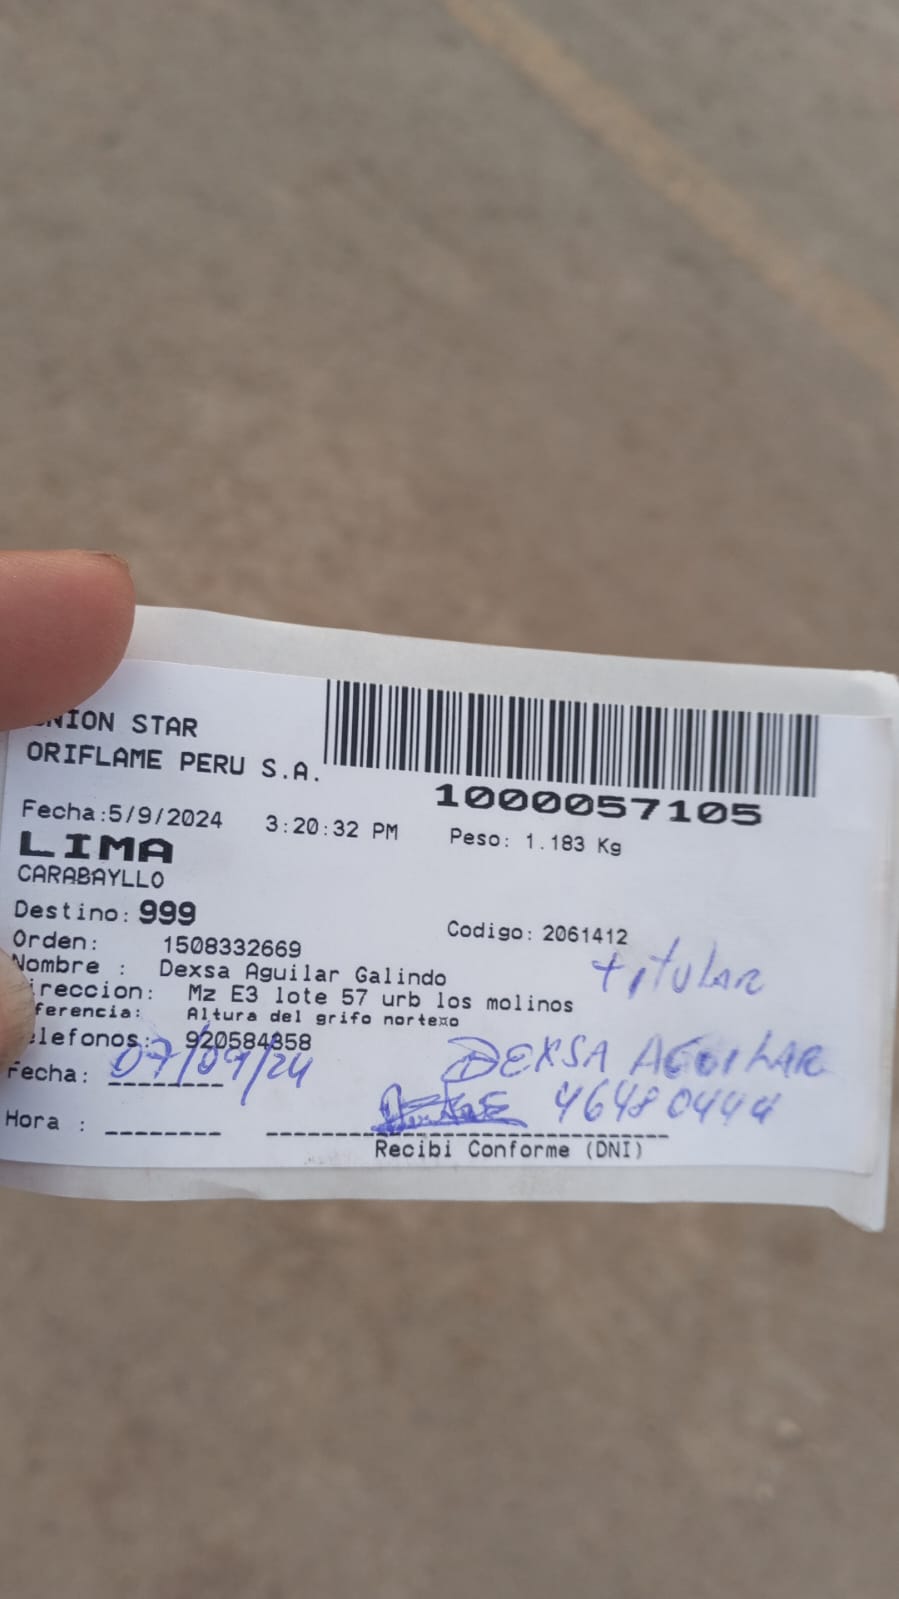 UNION STAR
ORIFLAME PERU S.A.
1000057105
Fecha:5/9/2024 3:20:32 PM Peso: 1.183 Kg
LIMA
CARABAYLLO
Destino: 999 Codigo: 2061412
Orden: 1508332669
Nombre : Dexsa Aguilar Galindo
titular
ireccion: Mz E3 lote 57 urb los molinos
ferencia: Altura del grifo nortexo
elefonos: 920584858
DEXSA AGUILAR
Fecha: 07/09/24
46480444
Hora :
Recibi Conforme (DNI)